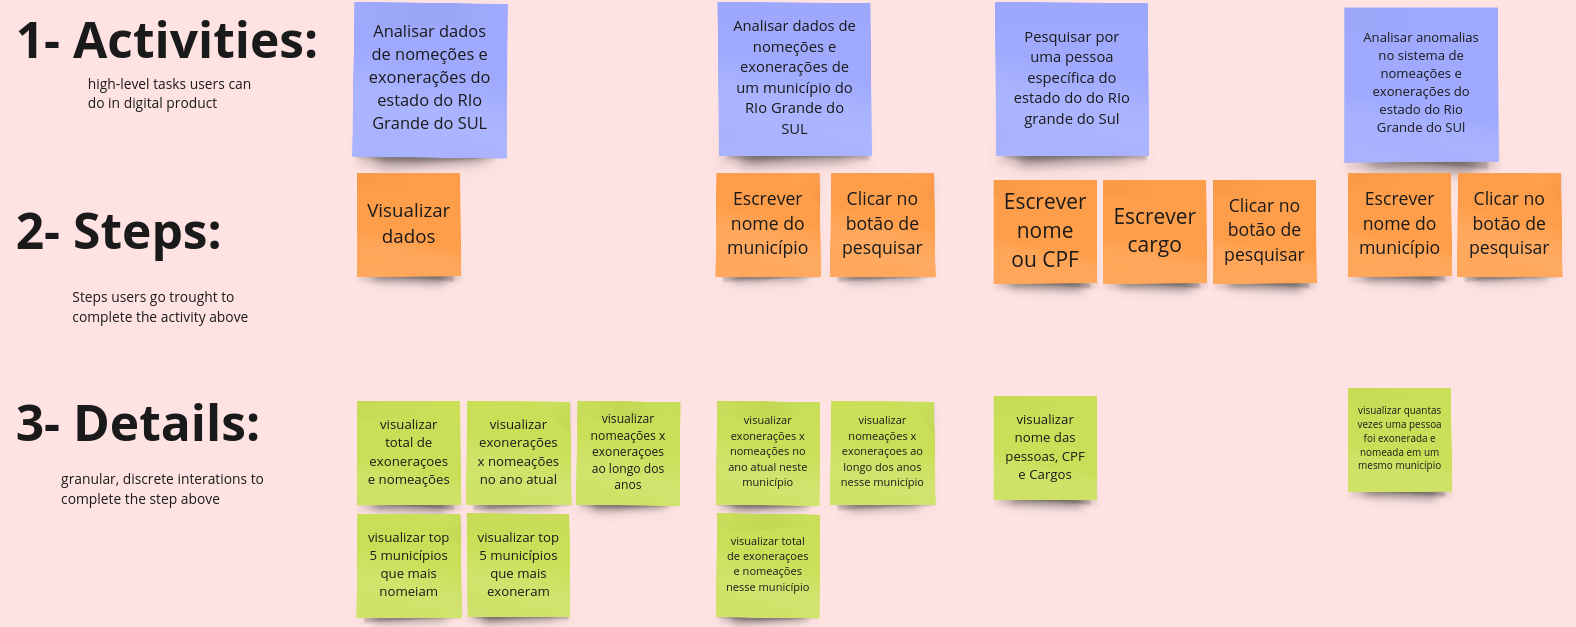 1- Activities:
high-level tasks users can
do in digital product
Analisar dados
de nomeções e
exonerações do
estado do RIo
Grande do SUL
Analisar dados de
nomeções e
exonerações de
um município do
RIo Grande do
SUL
Pesquisar por
uma pessoa
específica do
estado do do RIo
grande do Sul
Analisar anomalias
no sistema de
nomeações e
exonerações do
estado do Rio
Grande do SUl
2- Steps:
Steps users go trought to
complete the activity above
Visualizar
dados
Escrever
nome do
município
Clicar no
botão de
pesquisar
Escrever
nome
ou CPF
Escrever
cargo
Clicar no
botão de
pesquisar
Escrever
nome do
município
Clicar no
botão de
pesquisar
3- Details:
granular, discrete interations to
complete the step above
visualizar
total de
exoneraçoes
e nomeações
visualizar
exonerações
x nomeações
no ano atual
visualizar
nomeações x
exoneraçoes
ao longo dos
anos
visualizar
exonerações x
nomeações no
ano atual neste
município
visualizar
nomeações x
exonerações ao
longo dos anos
nesse município
visualizar
nome das
pessoas, CPF
e Cargos
visualizar quantas
vezes uma pessoa
foi exonerada e
nomeada em um
mesmo município
visualizar top
5 municípios
que mais
nomeiam
visualizar top
5 municípios
que mais
exoneram
visualizar total
de exoneraçoes
e nomeações
nesse município